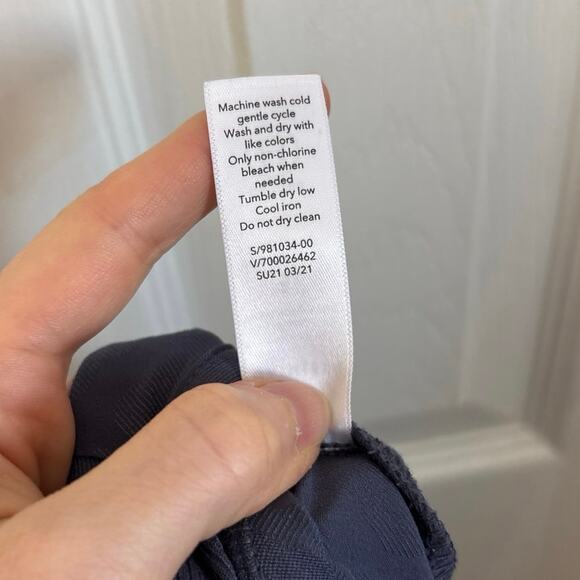 Machine wash cold
gentle cycle
Wash and dry with
like colors
Only non-chlorine
bleach when
needed
Tumble dry low
Cool iron
Do not dry clean
S/981034-00
V/700026462
SU21 03/21